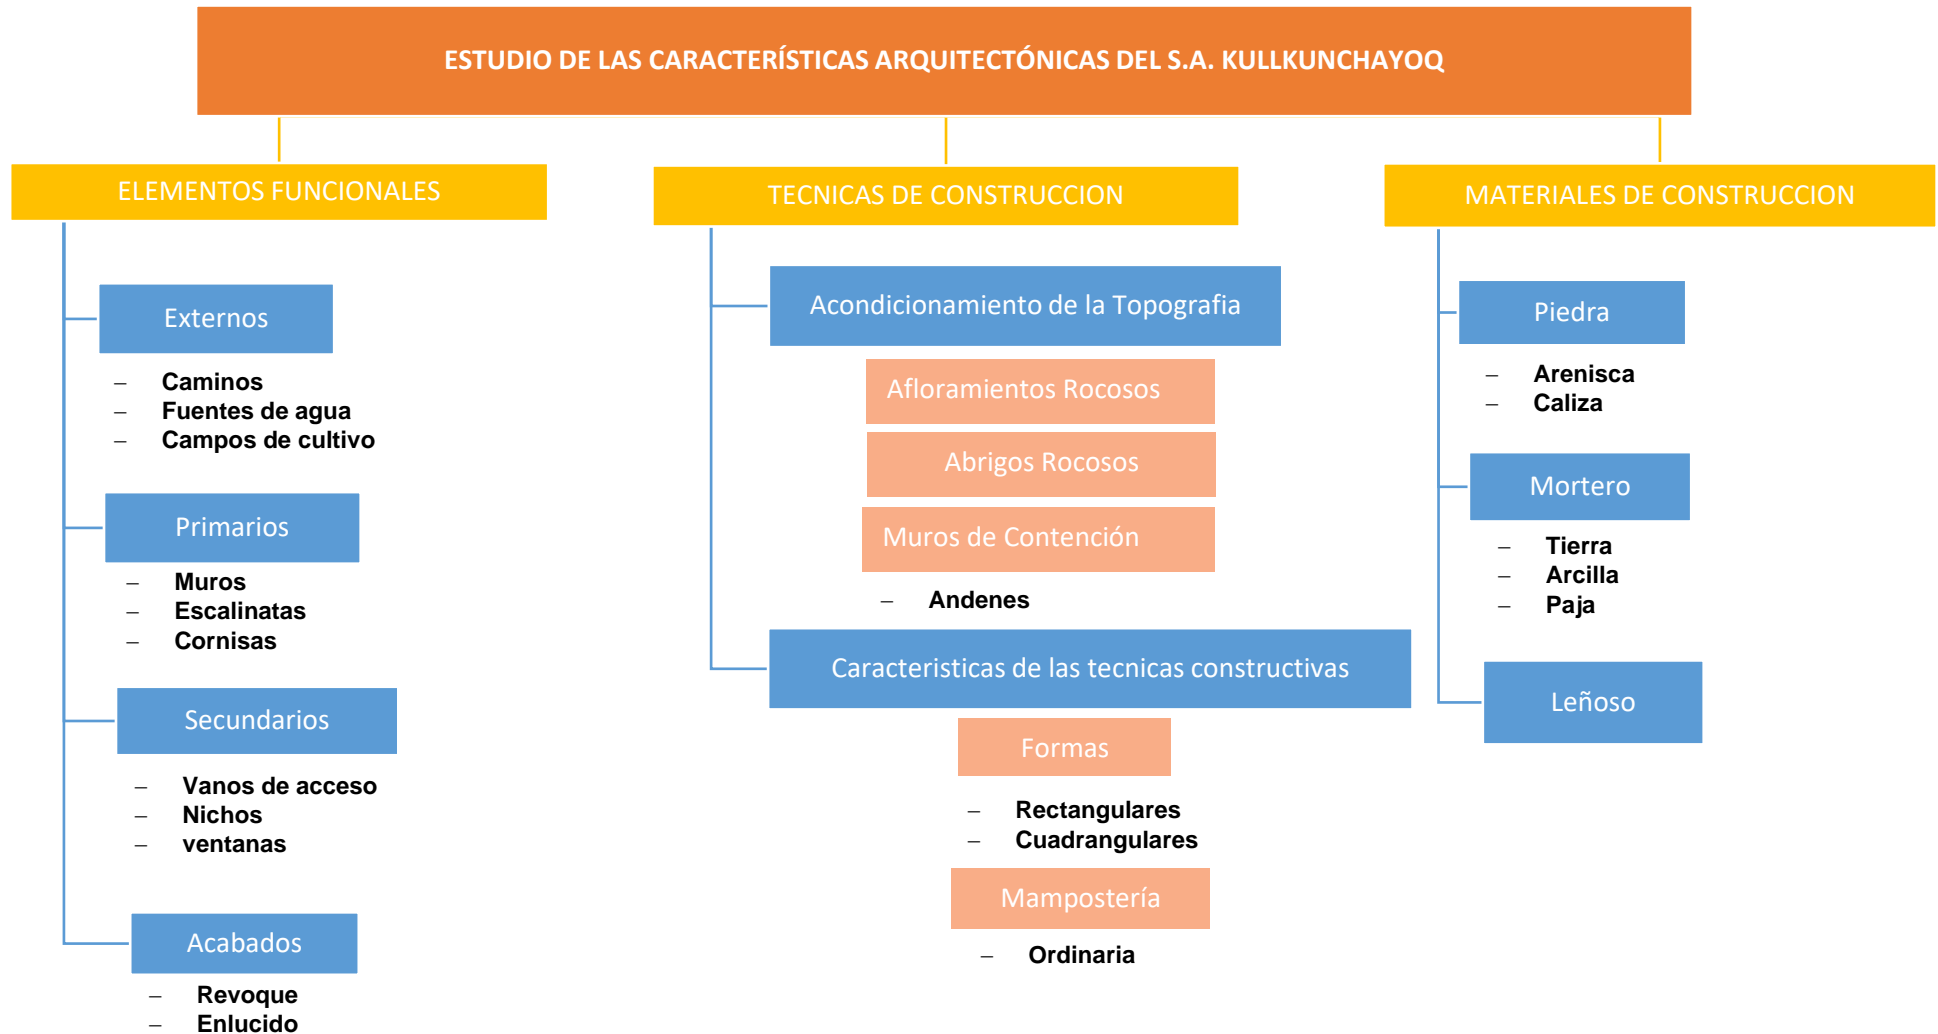 ESTUDIO DE LAS CARACTERÍSTICAS ARQUITECTÓNICAS DEL S.A. KULLKUNCHAYOQ
ELEMENTOS FUNCIONALES
Externos
– Caminos
– Fuentes de agua
– Campos de cultivo
Primarios
– Muros
– Escalinatas
– Cornisas
Secundarios
– Vanos de acceso
– Nichos
– ventanas
Acabados
– Revoque
– Enlucido
TECNICAS DE CONSTRUCCION
Acondicionamiento de la Topografia
Afloramientos Rocosos
Abrigos Rocosos
Muros de Contención
– Andenes
Caracteristicas de las tecnicas constructivas
Formas
– Rectangulares
– Cuadrangulares
Mampostería
– Ordinaria
MATERIALES DE CONSTRUCCION
Piedra
– Arenisca
– Caliza
Mortero
– Tierra
– Arcilla
– Paja
Leñoso